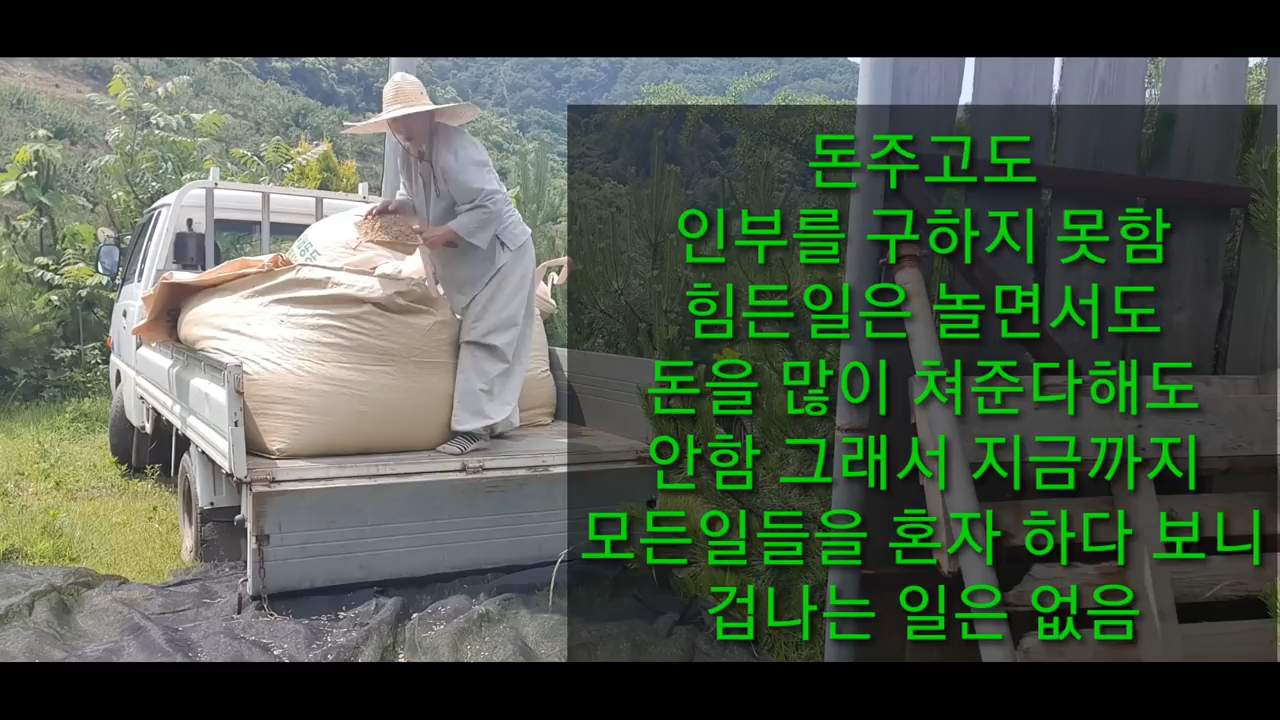 돈주고도
인부를 구하지 못함
힘든일은 놀면서도
돈을 많이 쳐준다해도
안함 그래서 지금까지
모든일들을 혼자 하다 보니
겁나는 일은 없음